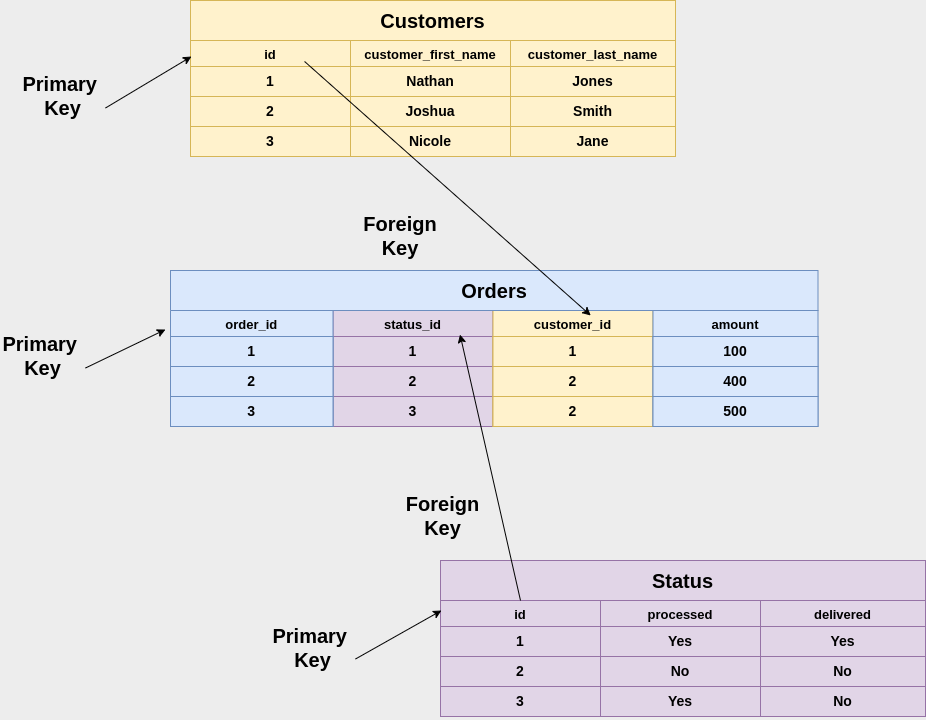 Customers
id customer_first_name customer_last_name
Primary
Key
1 Nathan Jones
2 Joshua Smith
3 Nicole Jane
Foreign
Key
Orders
order_id status_id customer_id amount
Primary
Key
1 1 1 100
2 2 2 400
3 3 2 500
Foreign
Key
Status
id processed delivered
Primary
Key
1 Yes Yes
2 No No
3 Yes No